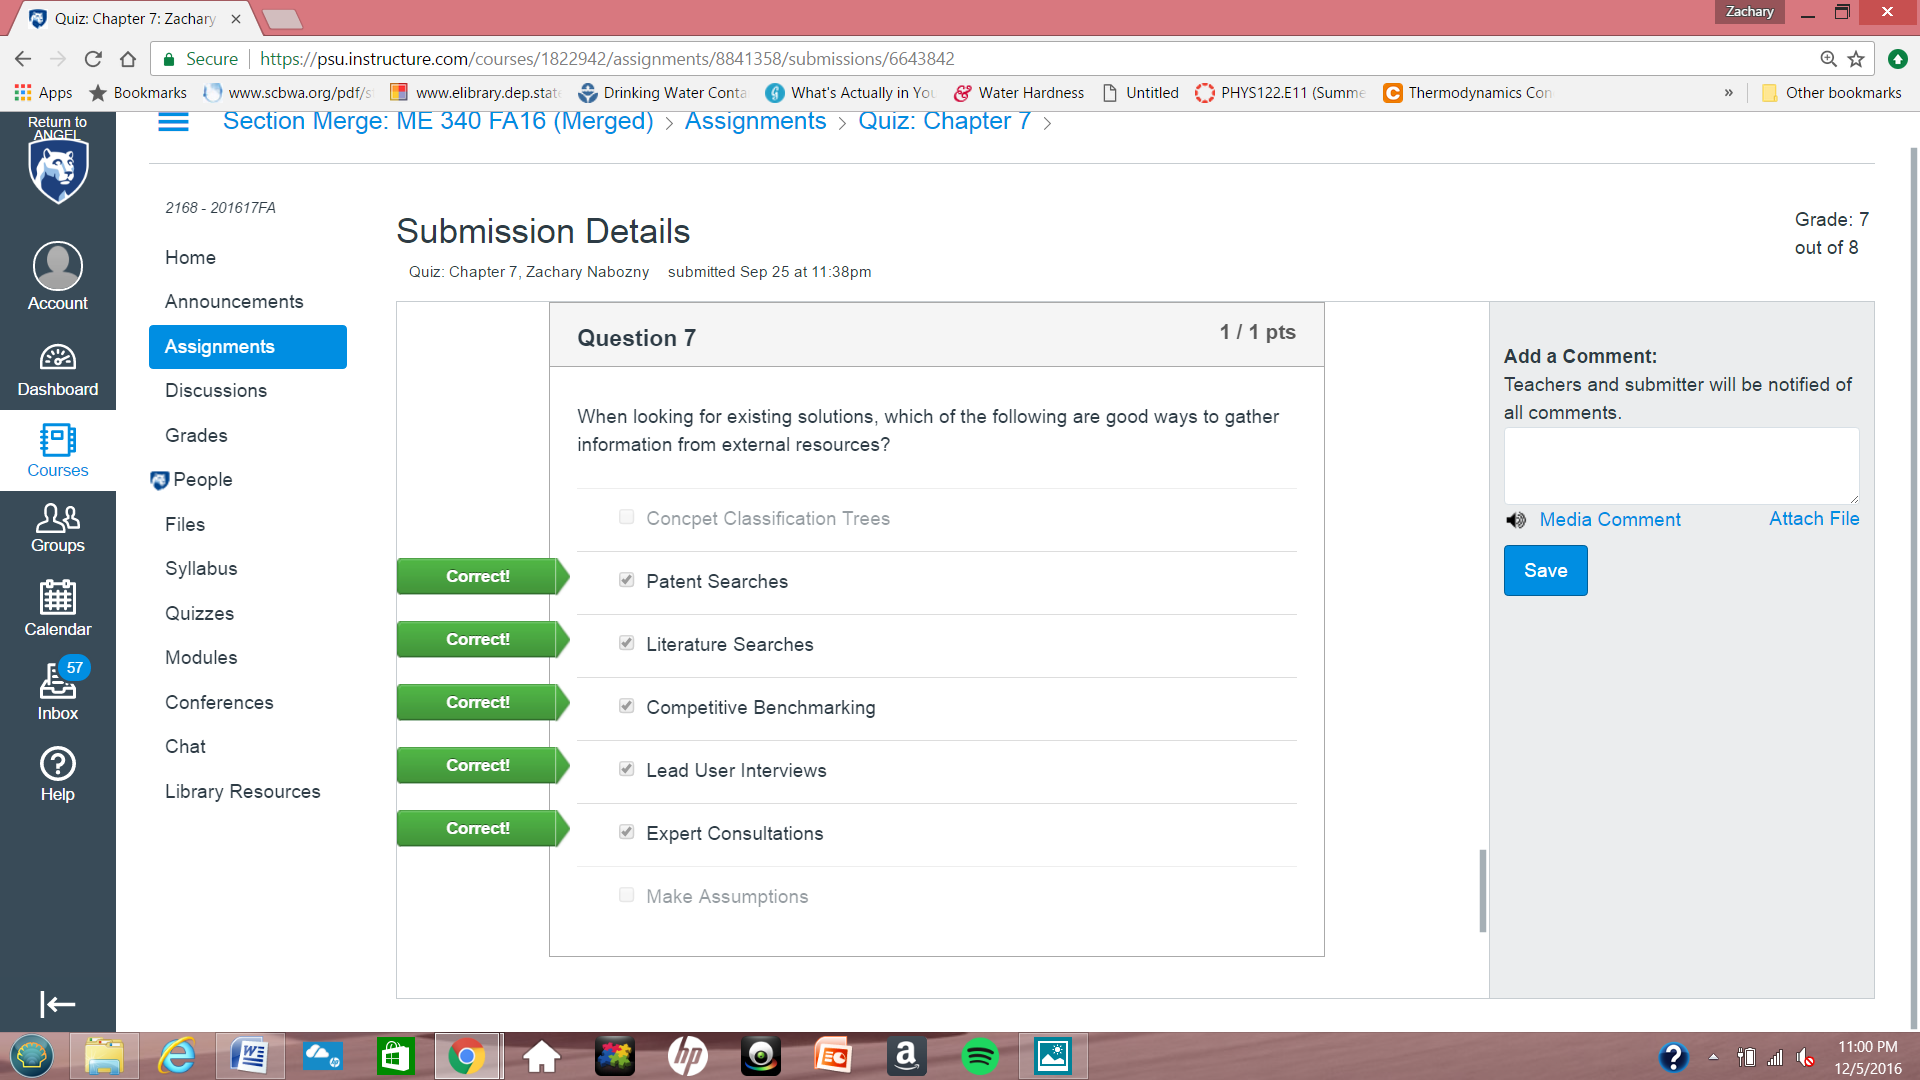 Quiz: Chapter 7: Zachary
Zachary
Secure
https://psu.instructure.com/courses/1822942/assignments/8841358/submissions/6643842
Apps
Bookmarks
www.scbwa.org/pdf/s
www.elibrary.dep.state
Drinking Water Conta
What's Actually in You
Water Hardness
Untitled
PHYS122.E11 (Summe
Thermodynamics Con
»
Other bookmarks
Return to
ANGEL
Account
Dashboard
Courses
Groups
Calendar
57
Inbox
Help
Section Merge: ME 340 FA16 (Merged) > Assignments > Quiz: Chapter 7 >
2168 - 201617FA
Home
Announcements
Assignments
Discussions
Grades
People
Files
Syllabus
Quizzes
Modules
Conferences
Chat
Library Resources
Submission Details
Quiz: Chapter 7, Zachary Nabozny submitted Sep 25 at 11:38pm
Grade: 7
out of 8
Question 7
1 / 1 pts
When looking for existing solutions, which of the following are good ways to gather
information from external resources?
Concpet Classification Trees
Correct! Patent Searches
Correct! Literature Searches
Correct! Competitive Benchmarking
Correct! Lead User Interviews
Correct! Expert Consultations
Make Assumptions
Add a Comment:
Teachers and submitter will be notified of
all comments.
Media Comment
Attach File
Save
11:00 PM
12/5/2016